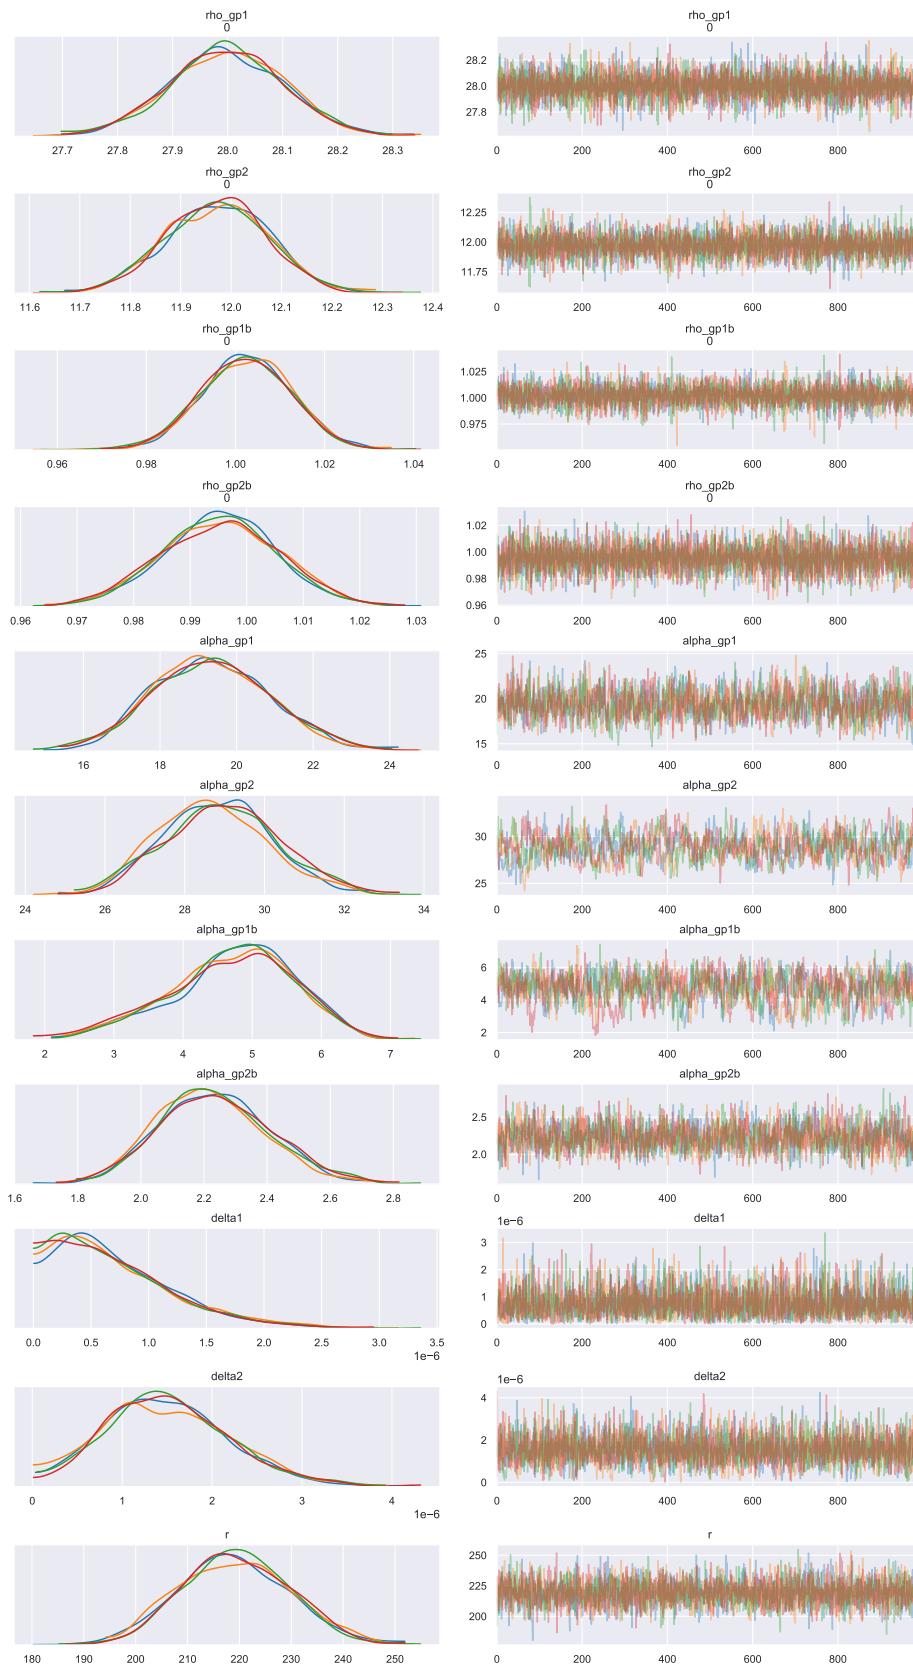 rho_gp1
0
27.7 27.8 27.9 28.0 28.1 28.2 28.3
rho_gp1
0
28.2
28.0
27.8
0 200 400 600 800
rho_gp2
0
11.6 11.7 11.8 11.9 12.0 12.1 12.2 12.3 12.4
rho_gp2
0
12.25
12.00
11.75
0 200 400 600 800
rho_gp1b
0
0.96 0.98 1.00 1.02 1.04
rho_gp1b
0
1.025
1.000
0.975
0 200 400 600 800
rho_gp2b
0
0.96 0.97 0.98 0.99 1.00 1.01 1.02 1.03
rho_gp2b
0
1.02
1.00
0.98
0.96
0 200 400 600 800
alpha_gp1
16 18 20 22 24
alpha_gp1
25
20
15
0 200 400 600 800
alpha_gp2
24 26 28 30 32 34
alpha_gp2
30
25
0 200 400 600 800
alpha_gp1b
2 3 4 5 6 7
alpha_gp1b
6
4
2
0 200 400 600 800
alpha_gp2b
1.6 1.8 2.0 2.2 2.4 2.6 2.8
alpha_gp2b
2.5
2.0
0 200 400 600 800
delta1
0.0 0.5 1.0 1.5 2.0 2.5 3.0 3.5
1e−6
delta1
1e−6
3
2
1
0
0 200 400 600 800
delta2
0 1 2 3 4
1e−6
delta2
1e−6
4
2
0
0 200 400 600 800
r
180 190 200 210 220 230 240 250
r
250
225
200
0 200 400 600 800